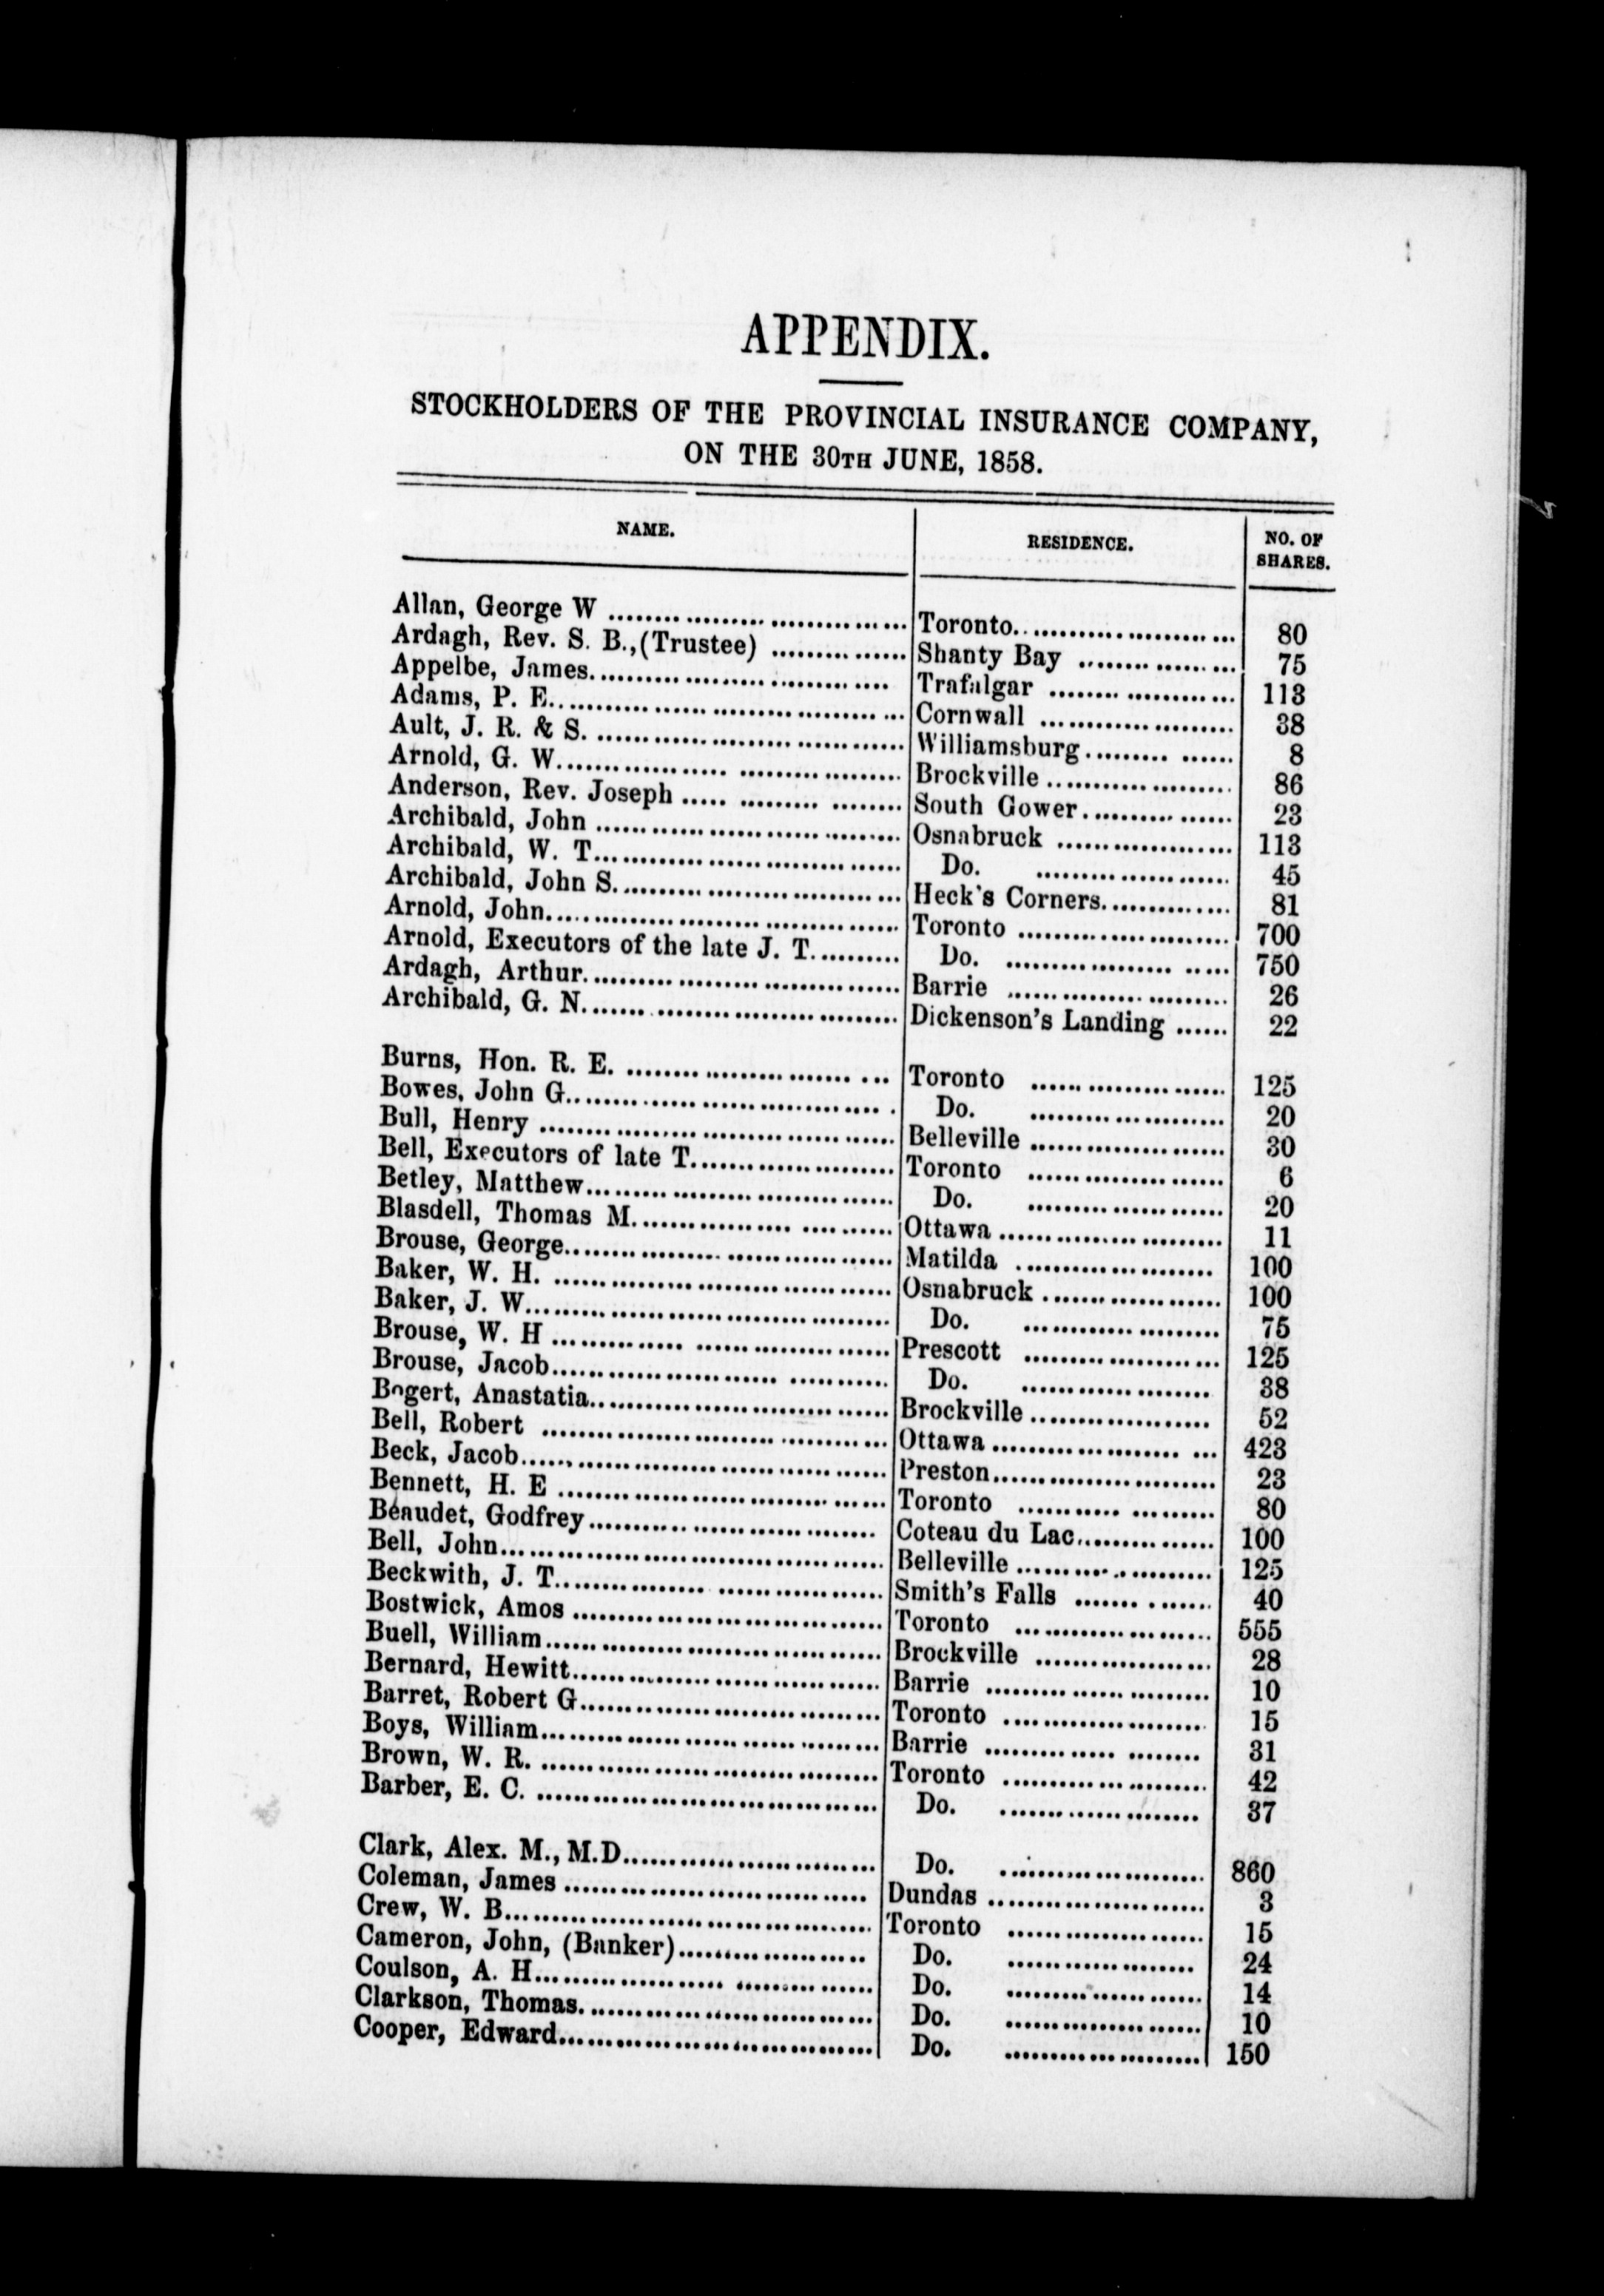 APPENDIX.
STOCKHOLDERS OF THE PROVINCIAL INSURANCE COMPANY,
ON THE 30TH JUNE, 1858.
NAME. RESIDENCE. NO. OF SHARES.
Allan, George W Toronto 80
Ardagh, Rev. S. B., (Trustee) Shanty Bay 75
Appelbe, James Trafalgar 113
Adams, P. E. Cornwall 38
Ault, J. R. & S. Williamsburg 8
Arnold, G. W. Brockville 86
Anderson, Rev. Joseph South Gower 23
Archibald, John Osnabruck 113
Archibald, W. T. Do. 45
Archibald, John S. Heck's Corners 81
Arnold, John Toronto 700
Arnold, Executors of the late J. T. Do. 750
Ardagh, Arthur Barrie 26
Archibald, G. N. Dickenson's Landing 22
Burns, Hon. R. E. Toronto 125
Bowes, John G. Do. 20
Bull, Henry Belleville 30
Bell, Executors of late T. Toronto 6
Betley, Matthew Do. 20
Blasdell, Thomas M. Ottawa 11
Brouse, George Matilda 100
Baker, W. H. Osnabruck 100
Baker, J. W. Do. 75
Brouse, W. H Prescott 125
Brouse, Jacob Do. 38
Bogert, Anastatia Brockville 52
Bell, Robert Ottawa 423
Beck, Jacob Preston 23
Bennett, H. E Toronto 80
Beaudet, Godfrey Coteau du Lac 100
Bell, John Belleville 125
Beckwith, J. T. Smith's Falls 40
Bostwick, Amos Toronto 555
Buell, William Brockville 28
Bernard, Hewitt Barrie 10
Barret, Robert G. Toronto 15
Boys, William Barrie 31
Brown, W. R. Toronto 42
Barber, E. C. Do. 37
Clark, Alex. M., M.D. Do. 860
Coleman, James Dundas 3
Crew, W. B. Toronto 15
Cameron, John, (Banker) Do. 24
Coulson, A. H. Do. 14
Clarkson, Thomas Do. 10
Cooper, Edward Do. 150